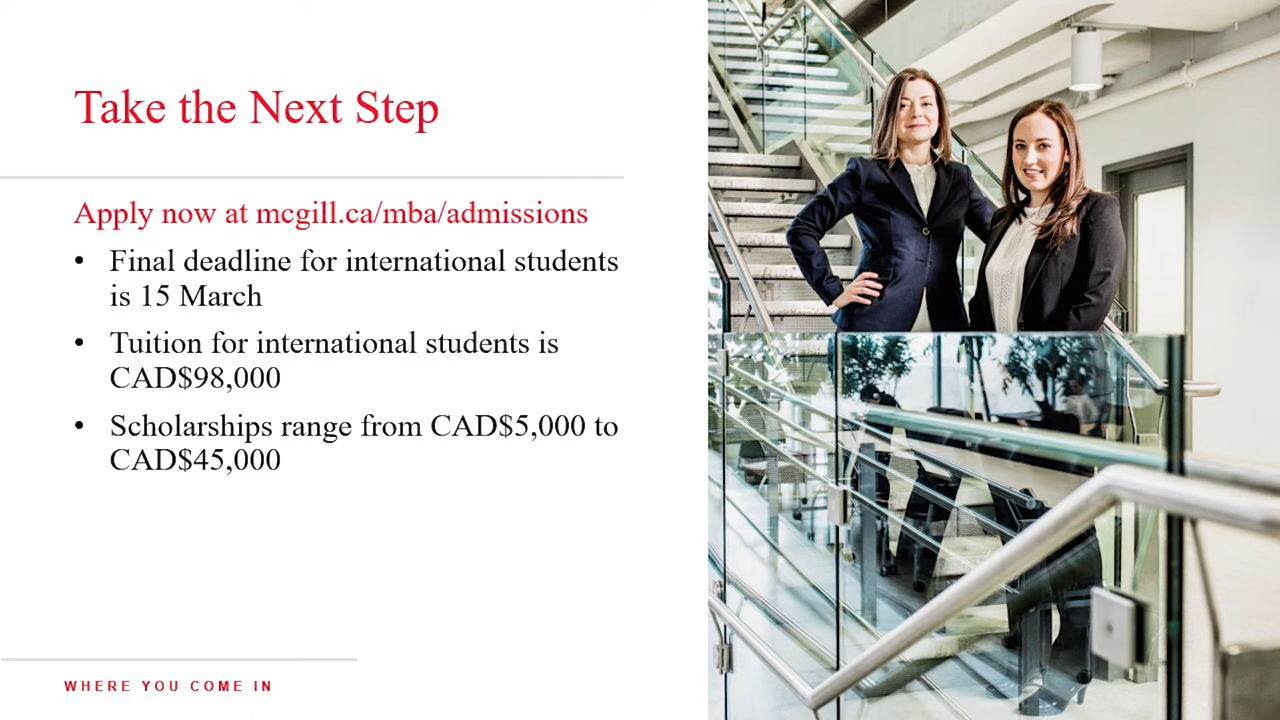 Take the Next Step
Apply now at mcgill.ca/mba/admissions
• Final deadline for international students
is 15 March
• Tuition for international students is
CAD$98,000
• Scholarships range from CAD$5,000 to
CAD$45,000
WHERE YOU COME IN